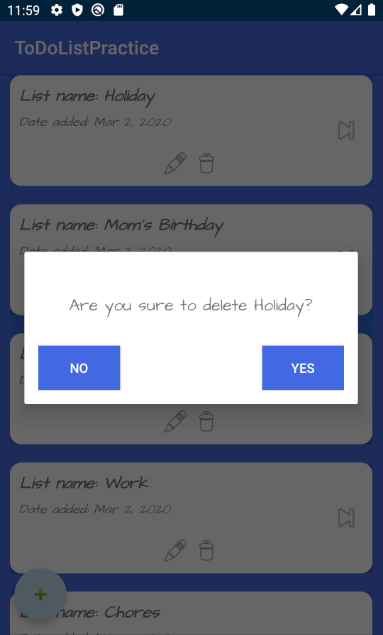 11:59
ToDoListPractice
List name: Holiday
Date added: Mar 2, 2020
List name: Mom's Birthday
Date added: Mar 2, 2020
Are you sure to delete Holiday?
NO
YES
List name: Work
Date added: Mar 2, 2020
+
List name: Chores